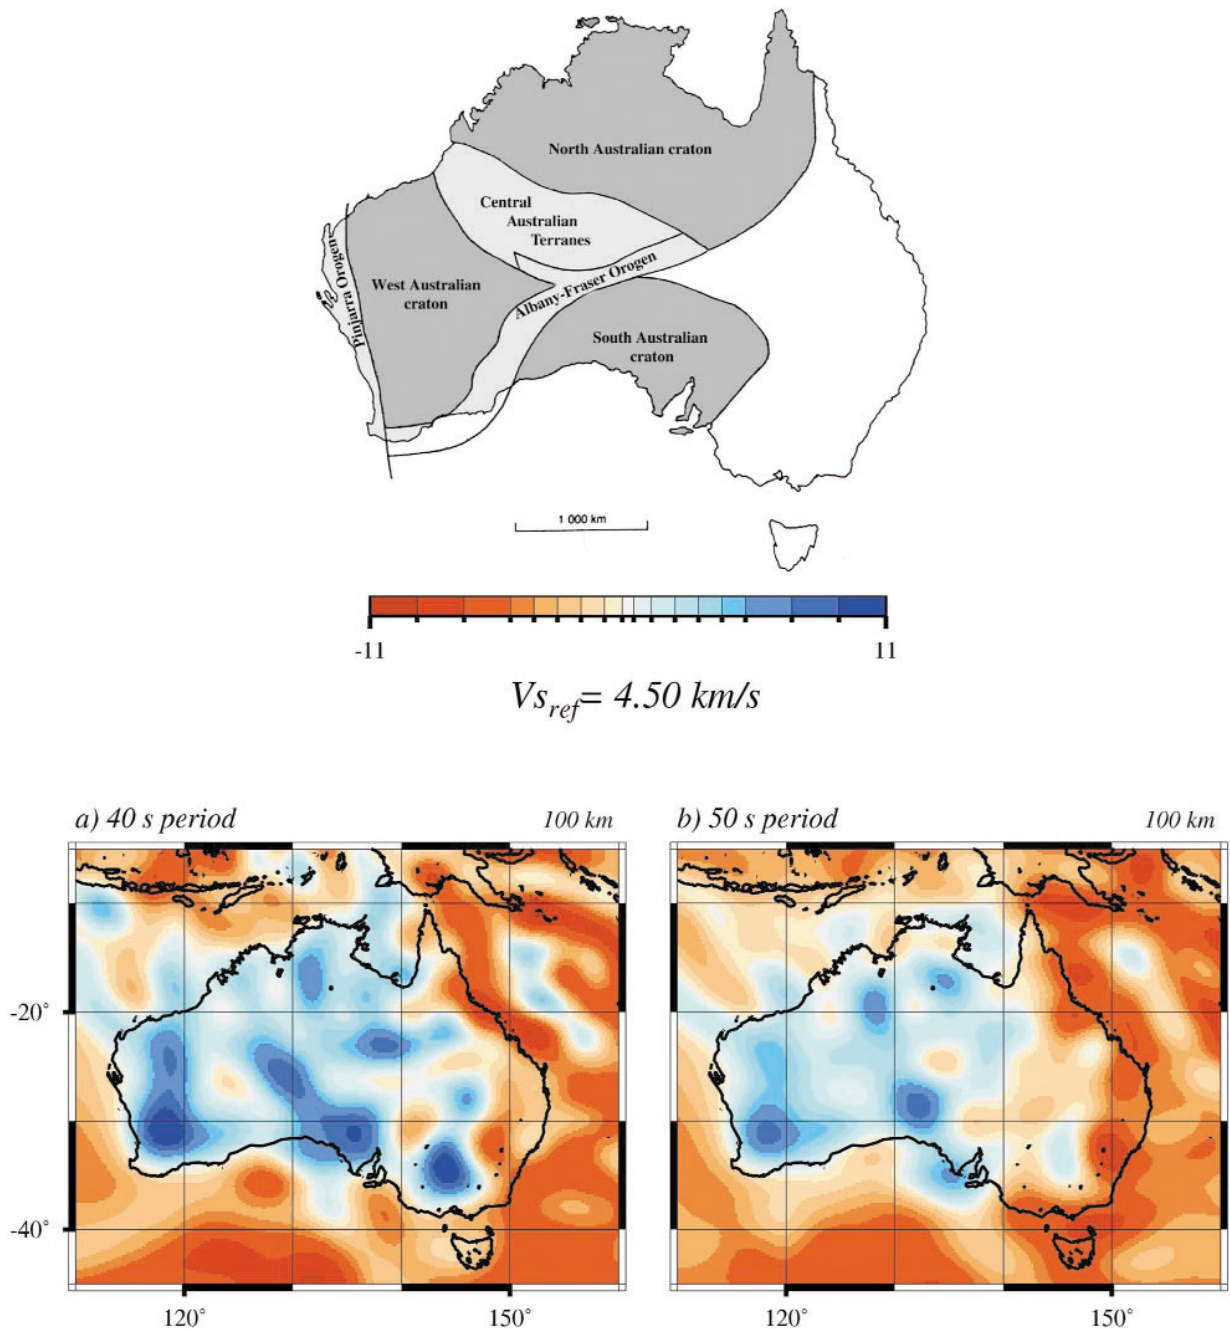 North Australian craton
Central
Australian
Terranes
Albany-Fraser Orogen
Pinjarra Orogene
West Australian
craton
South Australian
craton
1 000 km
-11
11
Vs_ref= 4.50 km/s
a) 40 s period
100 km
b) 50 s period
100 km
-20°
-40°
120°
150°
120°
150°